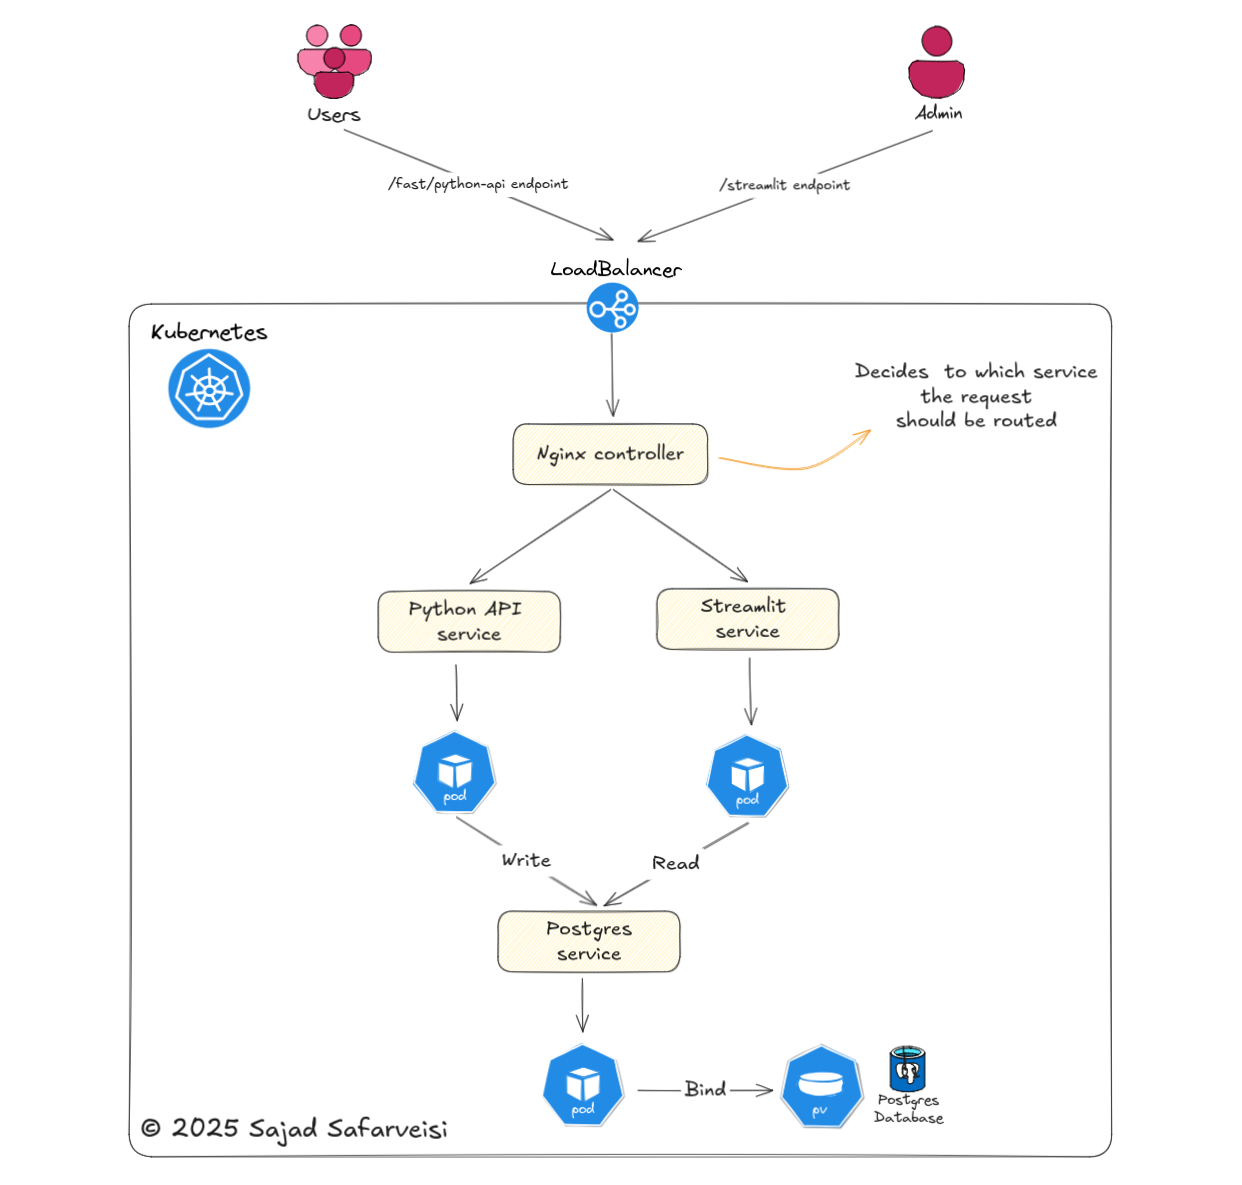 Users
Admin
/fast/python-api endpoint
/streamlit endpoint
LoadBalancer
Kubernetes
Decides to which service
the request
should be routed
Nginx controller
Python API
service
Streamlit
service
pod
pod
Write
Read
Postgres
service
pod
Bind
pv
Postgres
Database
© 2025 Sajad Safarveisi